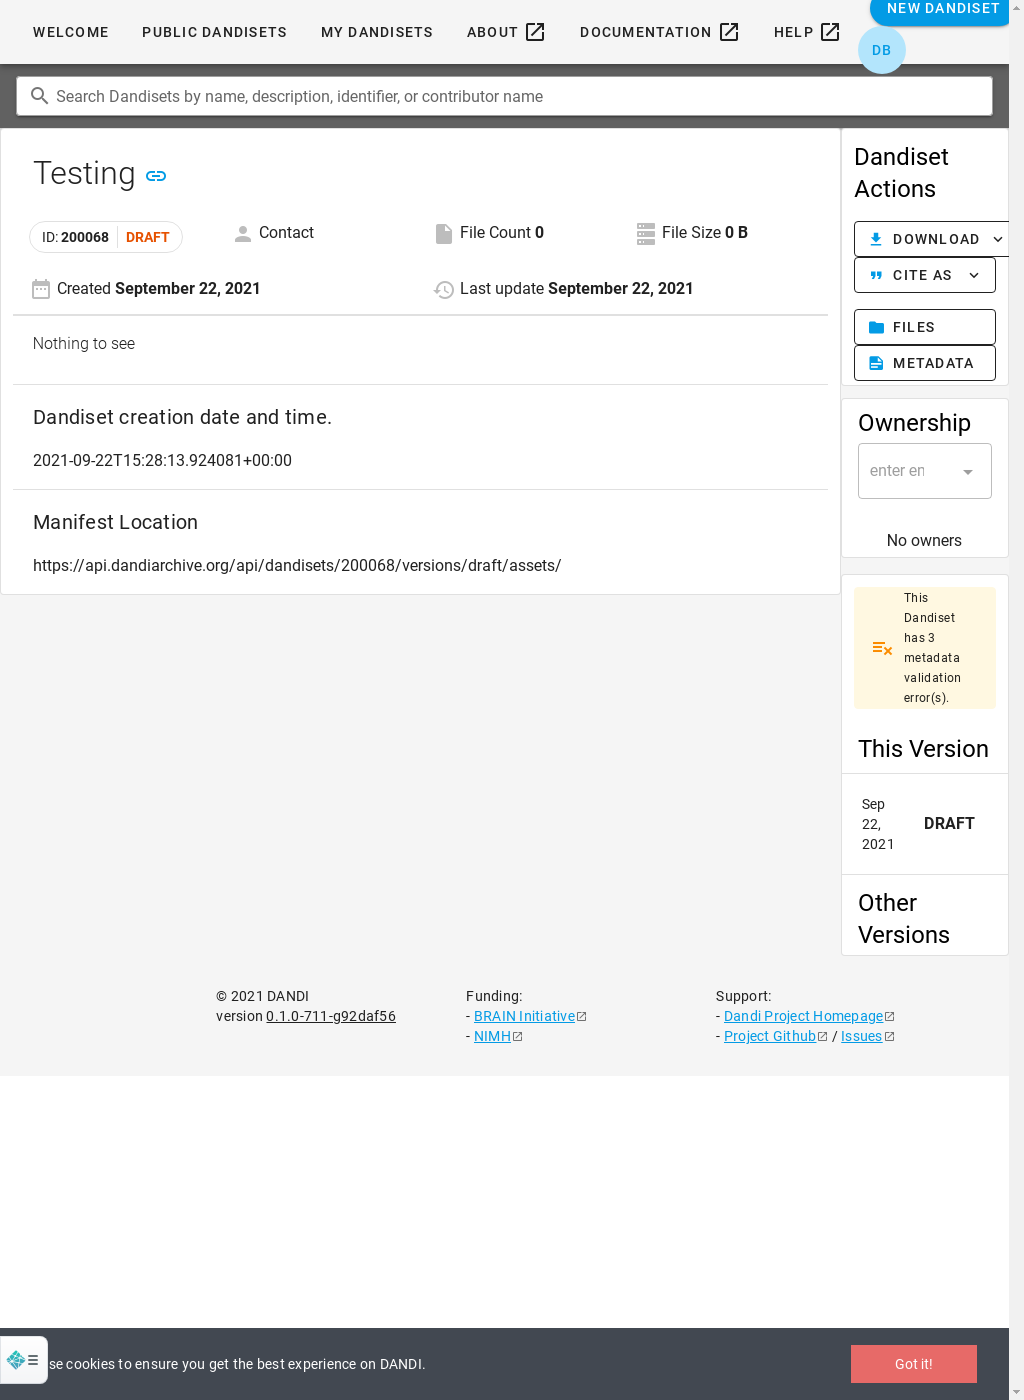 WELCOME PUBLIC DANDISETS MY DANDISETS ABOUT DOCUMENTATION HELP NEW DANDISET
DB
Search Dandisets by name, description, identifier, or contributor name
Testing
ID: 200068 DRAFT Contact File Count 0 File Size 0 B
Created September 22, 2021 Last update September 22, 2021
Nothing to see
Dandiset creation date and time.
2021-09-22T15:28:13.924081+00:00
Manifest Location
https://api.dandiarchive.org/api/dandisets/200068/versions/draft/assets/
Dandiset
Actions
DOWNLOAD
CITE AS
FILES
METADATA
Ownership
enter
No owners
This
Dandiset
has 3
metadata
validation
error(s).
This Version
Sep
22,
2021
DRAFT
Other
Versions
© 2021 DANDI
version 0.1.0-711-g92daf56
Funding:
- BRAIN Initiative
- NIMH
Support:
- Dandi Project Homepage
- Project Github / Issues
cookies to ensure you get the best experience on DANDI.
Got it!